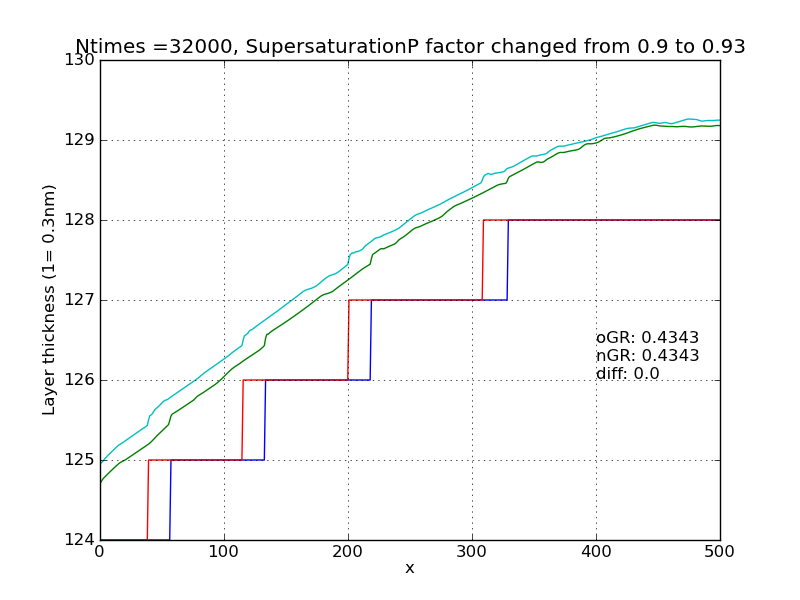 Ntimes =32000, SupersaturationP factor changed from 0.9 to 0.93
130
129
128
127
126
125
124
Layer thickness (1= 0.3nm)
oGR: 0.4343
nGR: 0.4343
diff: 0.0
0 100 200 300 400 500
x